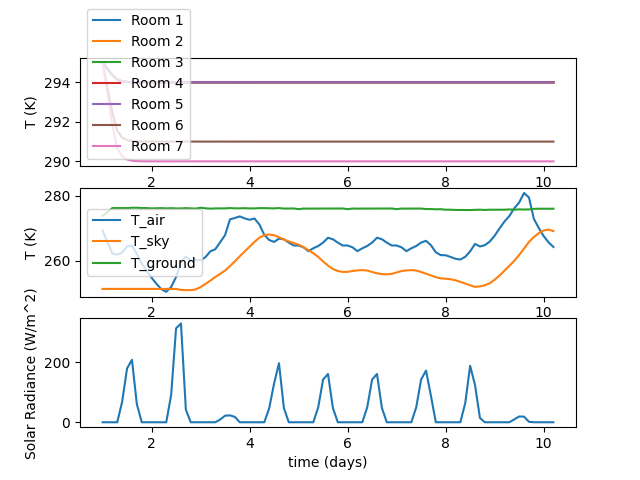 Room 1
Room 2
Room 3
Room 4
Room 5
Room 6
Room 7
T (K)
294
292
290
2 4 6 8 10
T_air
T_sky
T_ground
T (K)
280
260
2 4 6 8 10
Solar Radiance (W/m^2)
200
0
2 4 6 8 10
time (days)